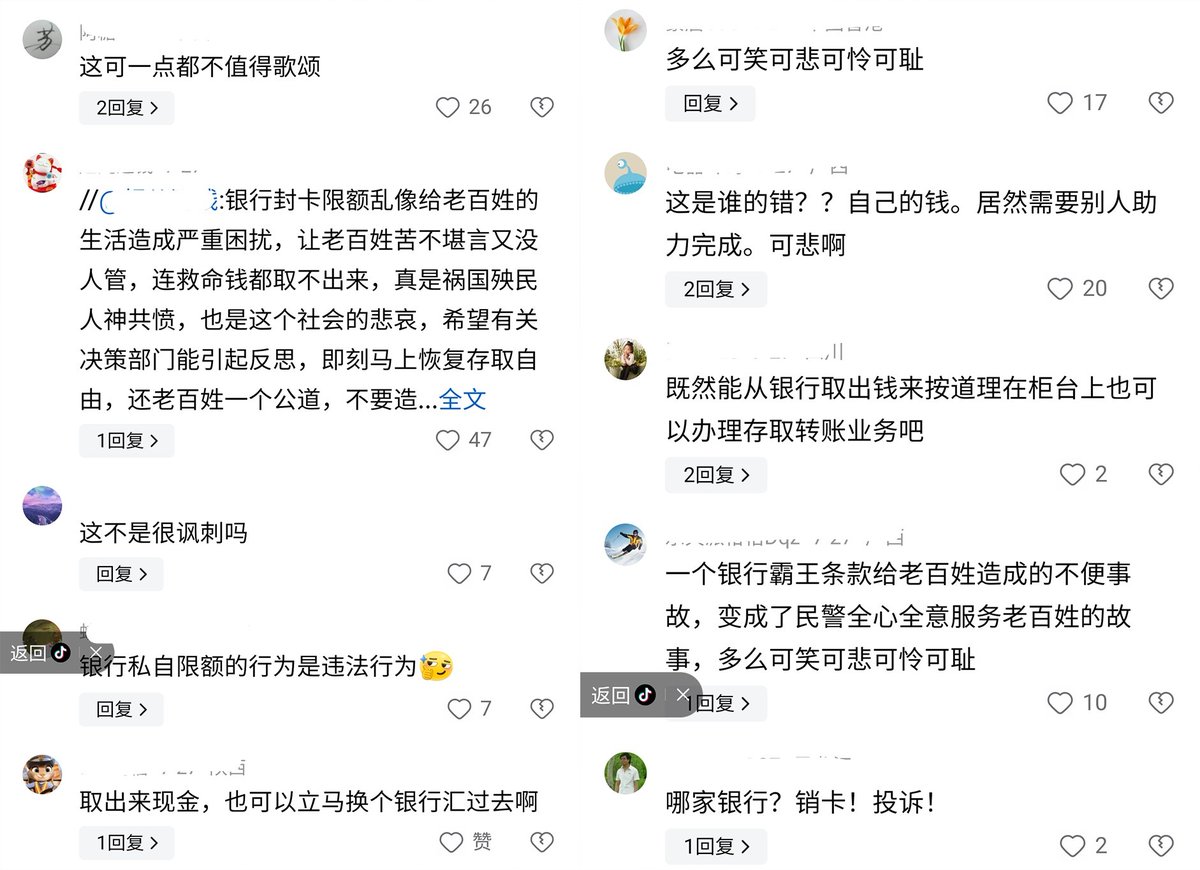 这可一点都不值得歌颂
2回复 >
26
//
:银行封卡限额乱像给老百姓的
生活造成严重困扰，让老百姓苦不堪言又没
人管，连救命钱都取不出来，真是祸国殃民
人神共愤，也是这个社会的悲哀，希望有关
决策部门能引起反思，即刻马上恢复存取自
由，还老百姓一个公道，不要造...全文
1回复 >
47
这不是很讽刺吗
回复 >
7
返回
银行私自限额的行为是违法行为
回复 >
7
取出来现金，也可以立马换个银行汇过去啊
1回复 >
赞
多么可笑可悲可怜可耻
回复 >
17
这是谁的错？？自己的钱。居然需要别人助
力完成。可悲啊
2回复 >
20
既然能从银行取出钱来按道理在柜台上也可
以办理存取转账业务吧
2回复 >
2
一个银行霸王条款给老百姓造成的不便事
故，变成了民警全心全意服务老百姓的故
事，多么可笑可悲可怜可耻
返回
1回复 >
10
哪家银行？销卡！投诉！
1回复 >
2